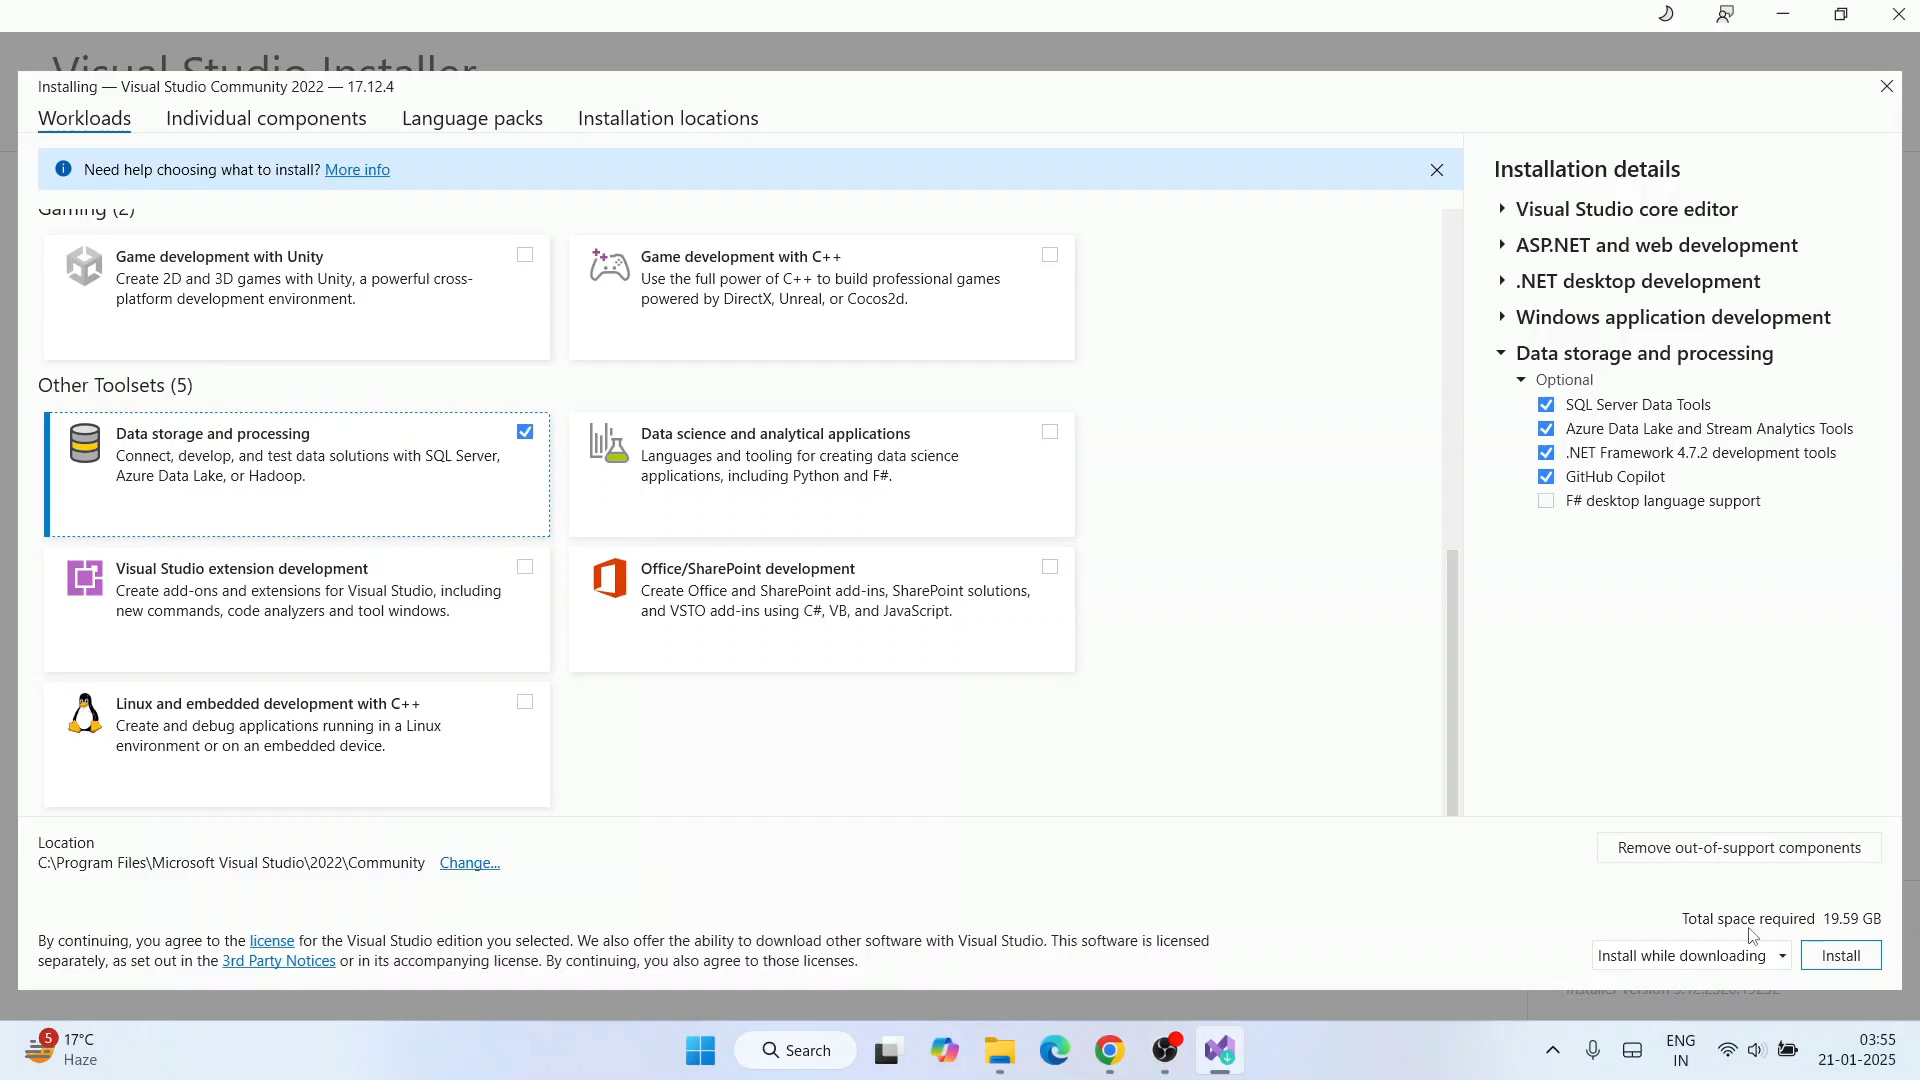 Visual Studio Installer
Installing — Visual Studio Community 2022 — 17.12.4
Workloads
Individual components
Language packs
Installation locations
Need help choosing what to install? More info
Gaming (2)
Game development with Unity
Create 2D and 3D games with Unity, a powerful cross-
platform development environment.
Game development with C++
Use the full power of C++ to build professional games
powered by DirectX, Unreal, or Cocos2d.
Other Toolsets (5)
Data storage and processing
Connect, develop, and test data solutions with SQL Server,
Azure Data Lake, or Hadoop.
Data science and analytical applications
Languages and tooling for creating data science
applications, including Python and F#.
Visual Studio extension development
Create add-ons and extensions for Visual Studio, including
new commands, code analyzers and tool windows.
Office/SharePoint development
Create Office and SharePoint add-ins, SharePoint solutions,
and VSTO add-ins using C#, VB, and JavaScript.
Linux and embedded development with C++
Create and debug applications running in a Linux
environment or on an embedded device.
Installation details
Visual Studio core editor
ASP.NET and web development
.NET desktop development
Windows application development
Data storage and processing
Optional
SQL Server Data Tools
Azure Data Lake and Stream Analytics Tools
.NET Framework 4.7.2 development tools
GitHub Copilot
F# desktop language support
Location
C:\Program Files\Microsoft Visual Studio\2022\Community Change...
Remove out-of-support components
Total space required 19.59 GB
By continuing, you agree to the license for the Visual Studio edition you selected. We also offer the ability to download other software with Visual Studio. This software is licensed
separately, as set out in the 3rd Party Notices or in its accompanying license. By continuing, you also agree to those licenses.
Install while downloading
Install
5
17°C
Haze
Search
ENG
IN
03:55
21-01-2025